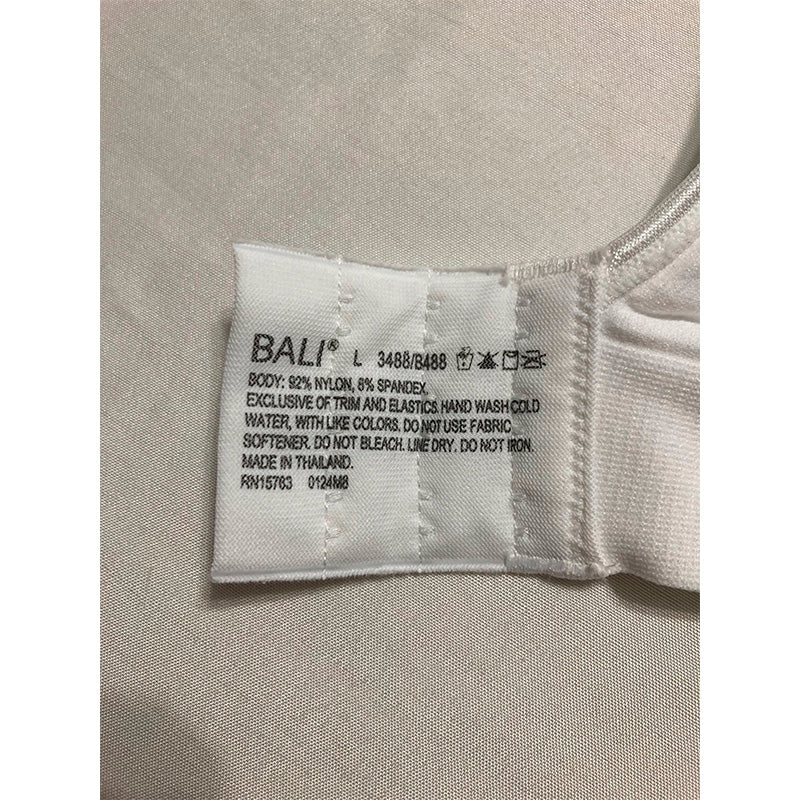 BALI® L 3488/B488
BODY: 92% NYLON, 8% SPANDEX,
EXCLUSIVE OF TRIM AND ELASTICS. HAND WASH COLD
WATER, WITH LIKE COLORS. DO NOT USE FABRIC
SOFTENER. DO NOT BLEACH. LINE DRY. DO NOT IRON.
MADE IN THAILAND.
RN15763 0124M8